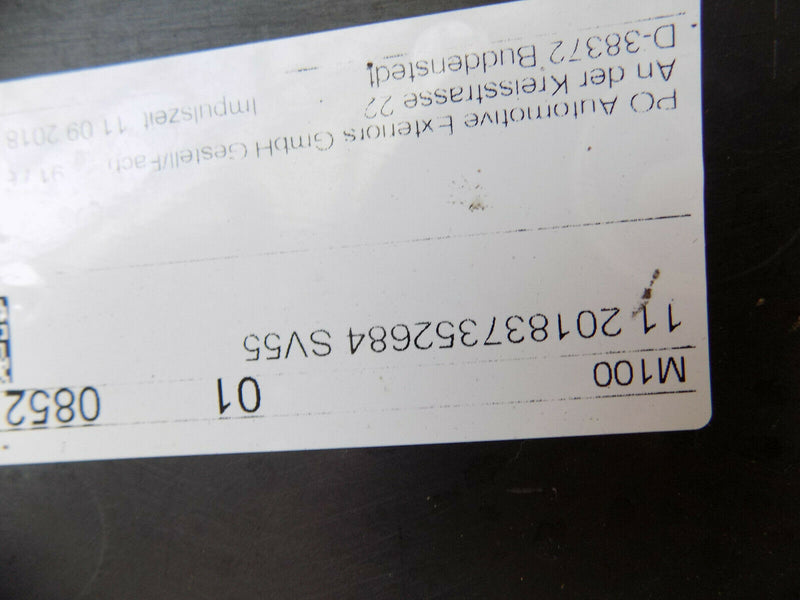 M100 01 0852
11 201837352684 SV55
PO Automotive Exteriors GmbH Gestell/Fach
An der Kreisstrasse 22 Impulszeit 11 09 2018
D-38372 Buddenstedt